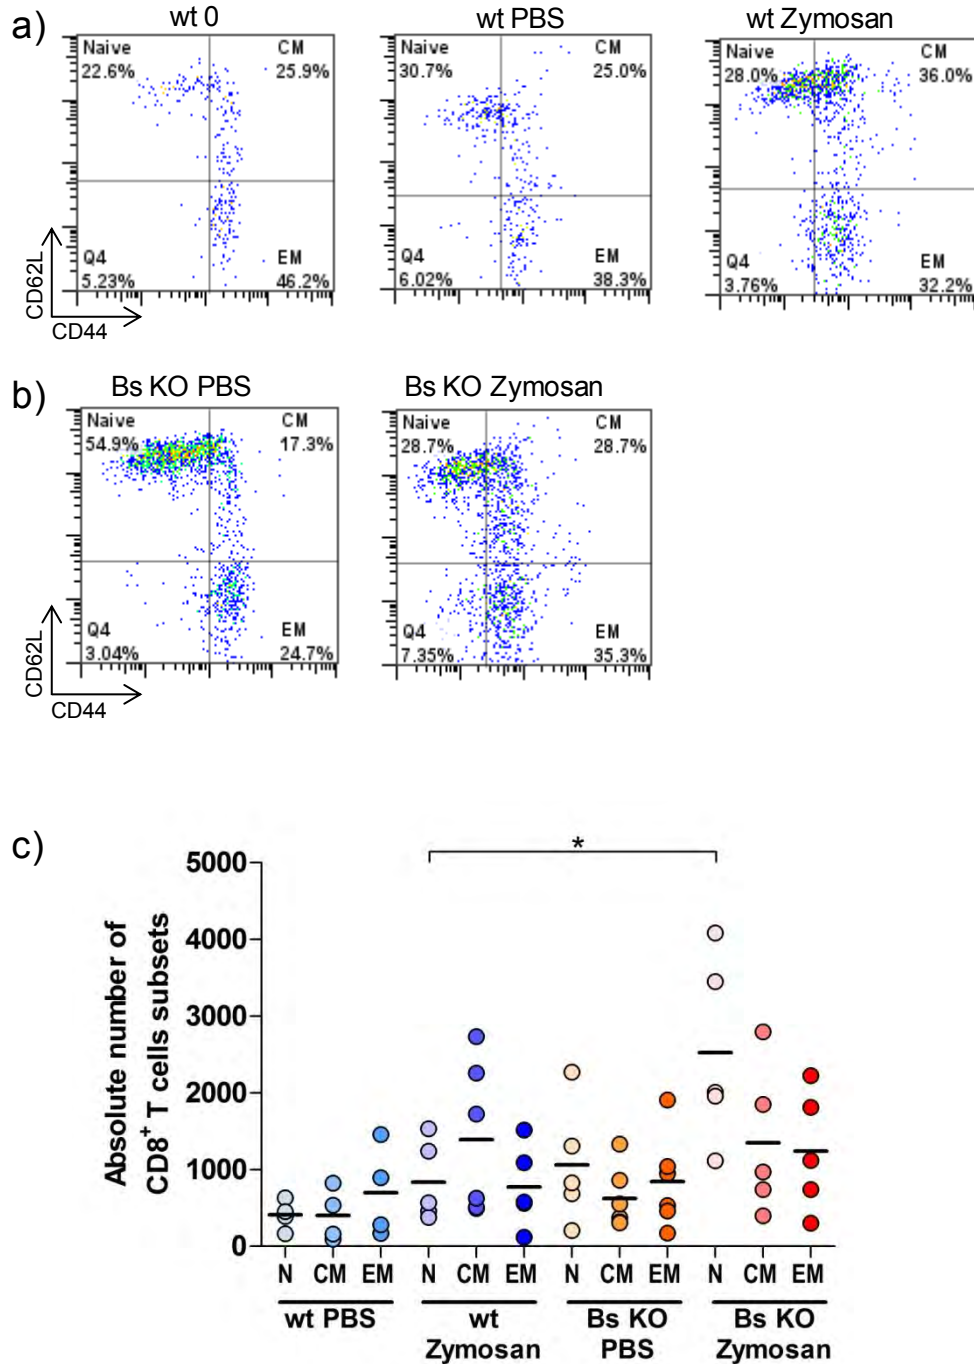 a)
wt 0
wt PBS
wt Zymosan
Naive
22.6%
CM
25.9%
Q4
5.23%
EM
46.2%
Naive
30.7%
CM
25.0%
Q4
6.02%
EM
38.3%
Naive
28.0%
CM
36.0%
Q4
3.76%
EM
32.2%
CD62L
CD44
b)
Bs KO PBS
Bs KO Zymosan
Naive
54.9%
CM
17.3%
Q4
3.04%
EM
24.7%
Naive
28.7%
CM
28.7%
Q4
7.35%
EM
35.3%
CD62L
CD44
c)
Absolute number of
CD8+ T cells subsets
5000
4000
3000
2000
1000
0
*
N CM EM N CM EM N CM EM N CM EM
wt PBS
wt
Zymosan
Bs KO
PBS
Bs KO
Zymosan